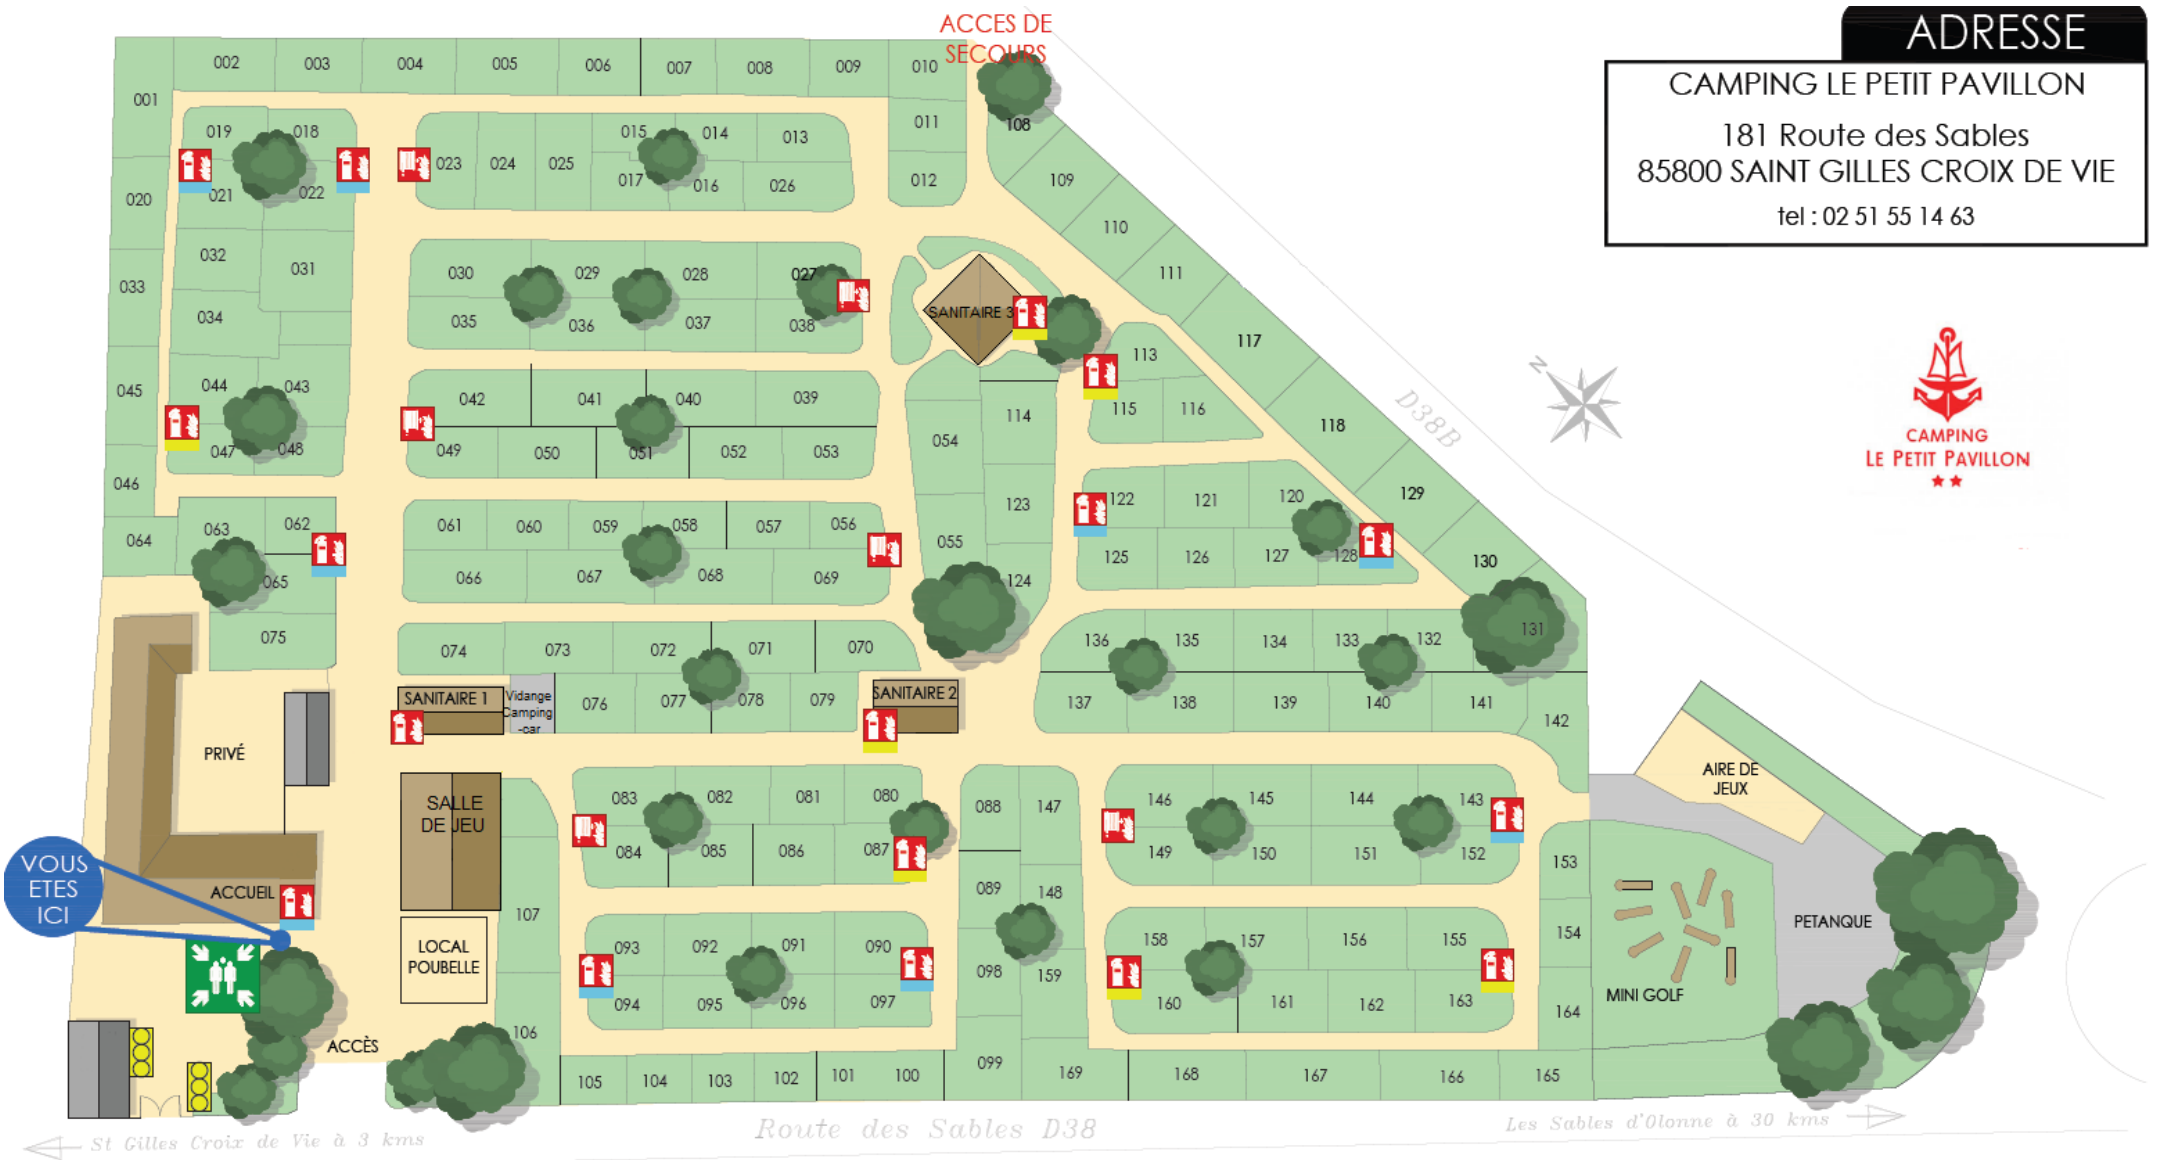 ACCES DE
SECOURS
ADRESSE
CAMPING LE PETIT PAVILLON
181 Route des Sables
85800 SAINT GILLES CROIX DE VIE
tel : 02 51 55 14 63
002 003 004 005 006 007 008 009 010
001
019 018 015 014 013 011 108
023 024 025
021 022 017 016 026 012 109
020
110
032 031 030 029 028 027 111
033
034 035 036 037 038 SANITAIRE 3
117
113
N
045 044 043 042 041 040 039 115 116
114 118
D38B
047 048 049 050 051 052 053 054
CAMPING
LE PETIT PAVILLON
046
063 062 061 060 059 058 057 056 123 122 121 120 129
064 055
065 066 067 068 069 124 125 126 127 128 130
075 074 073 072 071 070 136 135 134 133 132 131
SANITAIRE 1
Vidange
Camping
-car
076 077 078 079
SANITAIRE 2
137 138 139 140 141 142
PRIVÉ
AIRE DE
JEUX
SALLE
DE JEU
083 082 081 080 088 147 146 145 144 143
084 085 086 087 149 150 151 152 153
VOUS
ETES
ICI
ACCUEIL
107
089 148
LOCAL
POUBELLE
093 092 091 090 158 157 156 155 154
PETANQUE
098 159
094 095 096 097 160 161 162 163 164
MINI GOLF
ACCÈS
106
105 104 103 102 101 100 099 169 168 167 166 165
St Gilles Croix de Vie à 3 kms
Route des Sables D38
Les Sables d'Olonne à 30 kms